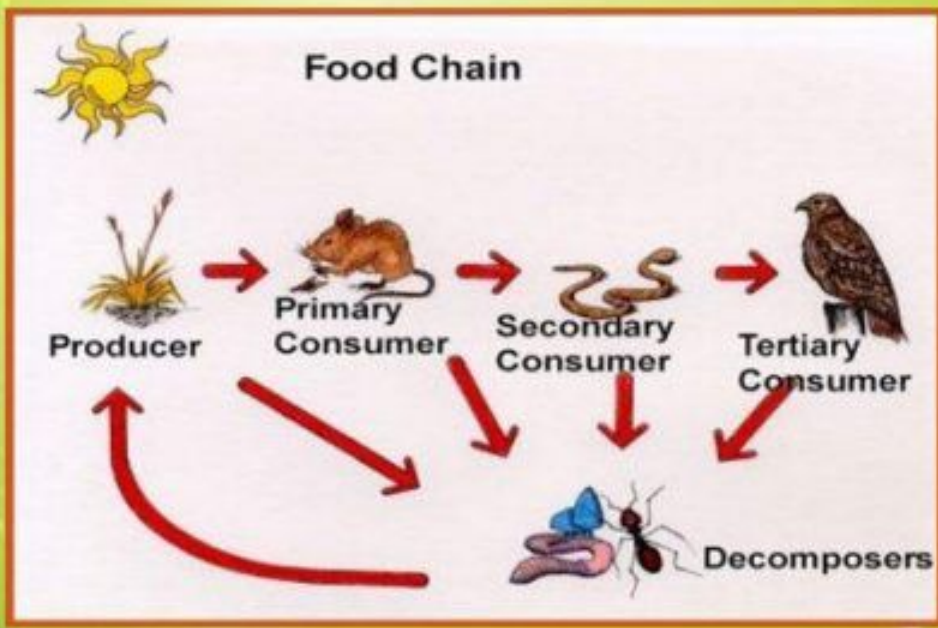 Food Chain
Producer
Primary
Consumer
Secondary
Consumer
Tertiary
Consumer
Decomposers